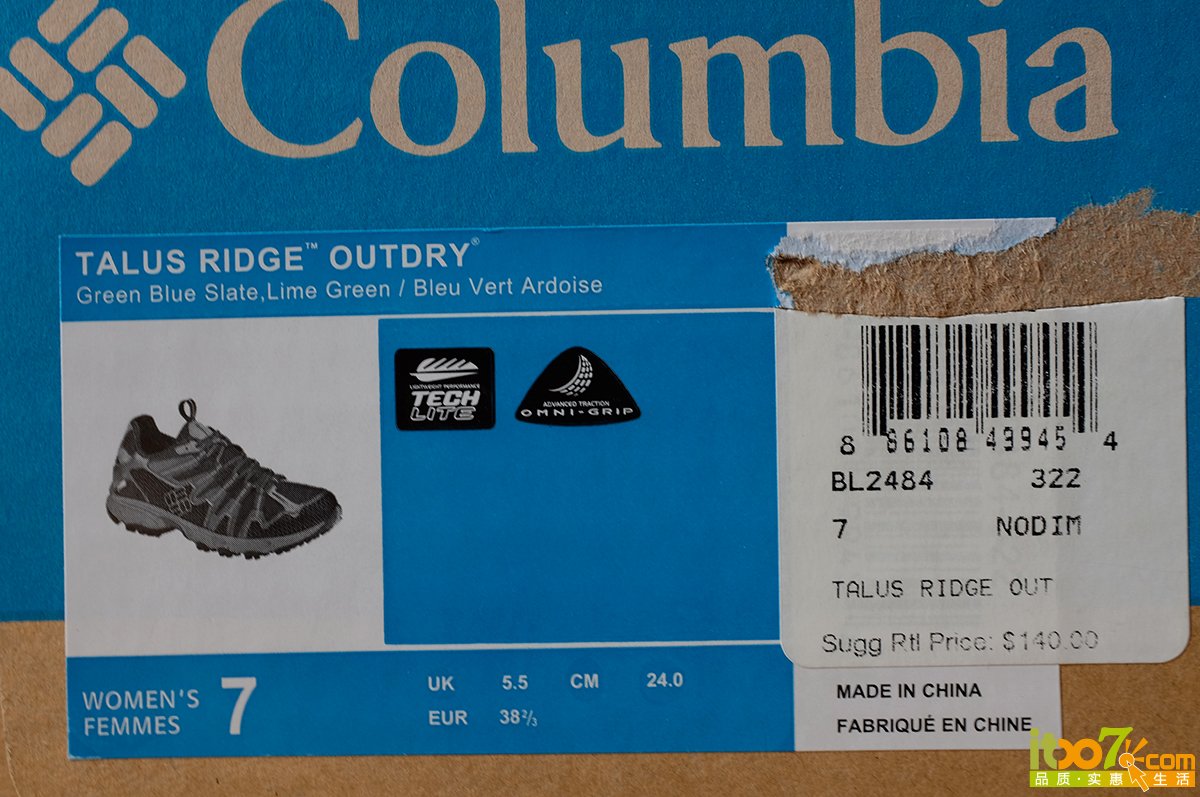 Columbia
TALUS RIDGE™ OUTDRY®
Green Blue Slate,Lime Green / Bleu Vert Ardoise
LIGHTWEIGHT PERFORMANCE
TECH
LITE
ADVANCED TRACTION
OMNI-GRIP
8 86108 43945 4
BL2484 322
7 NODIM
TALUS RIDGE OUT
Sugg Rtl Price: $140.00
WOMEN'S 7
FEMMES
UK 5.5 CM 24.0
EUR 38⅔
MADE IN CHINA
FABRIQUÉ EN CHINE
itbo7.com
品质·实惠生活